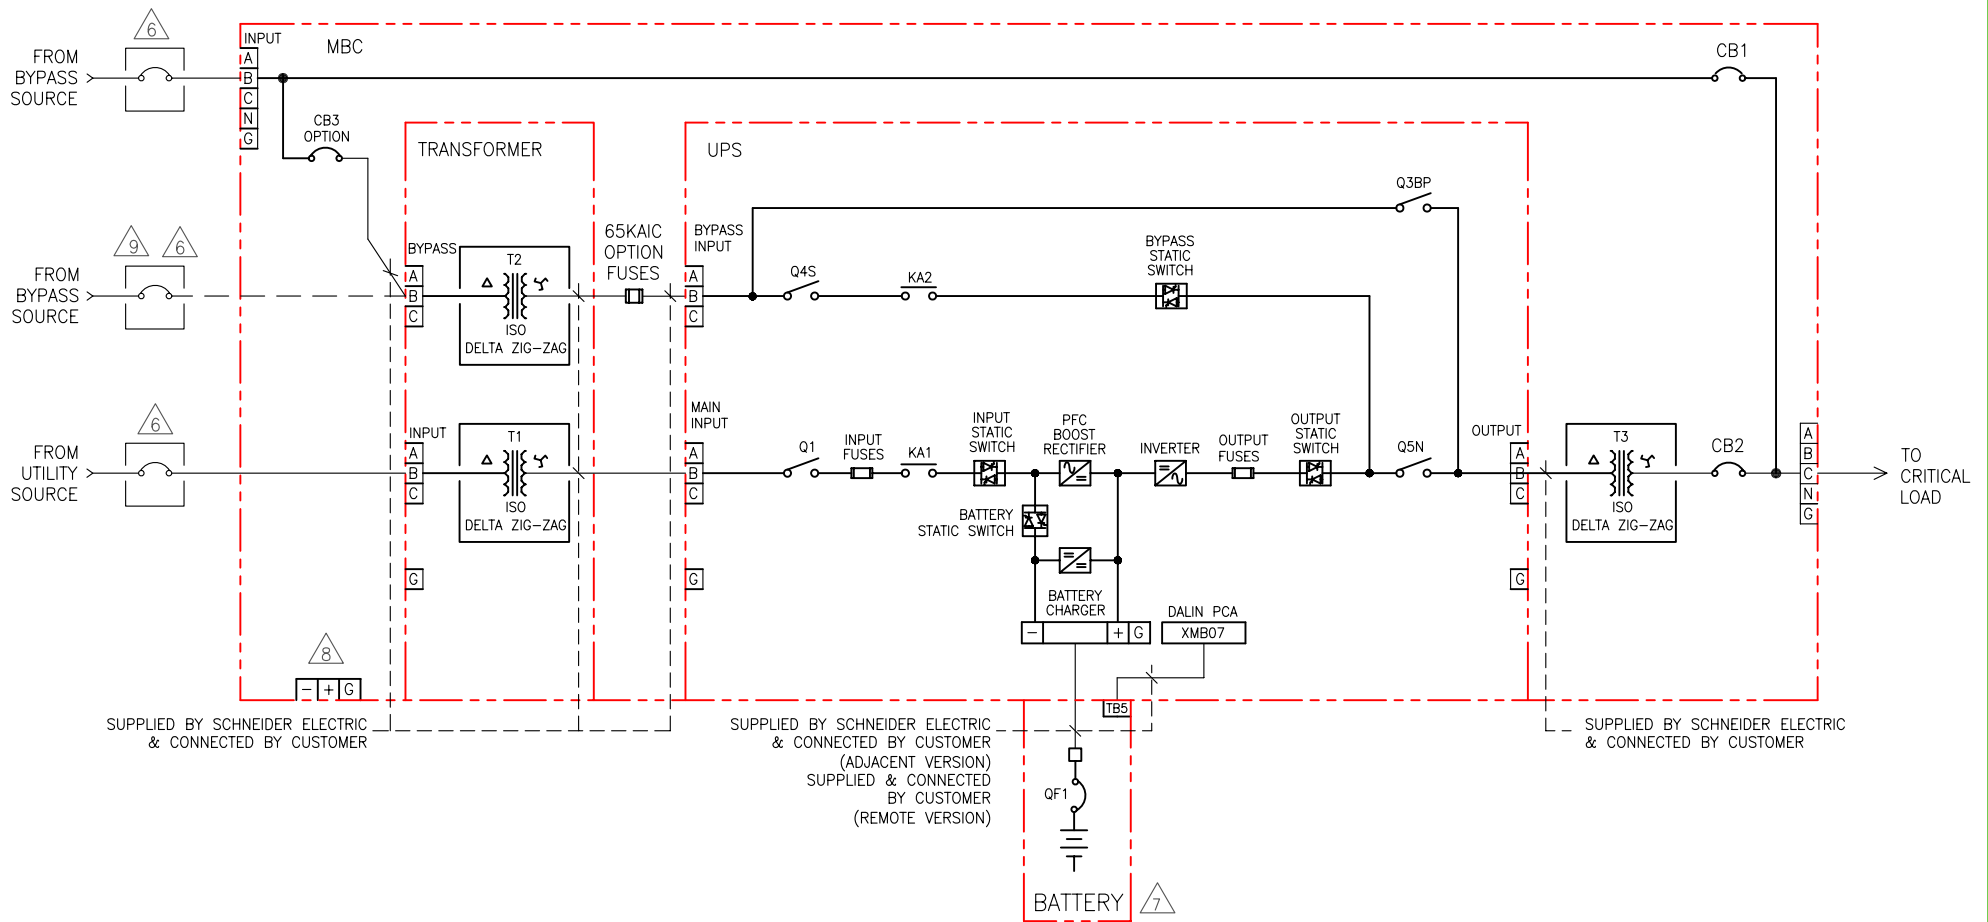 6
FROM
BYPASS
SOURCE
INPUT
A
B
C
N
G
MBC
CB1
CB3
OPTION
TRANSFORMER
UPS
9
6
FROM
BYPASS
SOURCE
BYPASS
A
B
C
T2
ISO
DELTA ZIG-ZAG
65KAIC
OPTION
FUSES
BYPASS
INPUT
A
B
C
Q4S
KA2
BYPASS
STATIC
SWITCH
Q3BP
6
FROM
UTILITY
SOURCE
INPUT
A
B
C
G
T1
ISO
DELTA ZIG-ZAG
MAIN
INPUT
A
B
C
G
Q1
INPUT
FUSES
KA1
INPUT
STATIC
SWITCH
PFC
BOOST
RECTIFIER
INVERTER
OUTPUT
FUSES
OUTPUT
STATIC
SWITCH
Q5N
OUTPUT
A
B
C
G
T3
ISO
DELTA ZIG-ZAG
CB2
A
B
C
N
G
TO
CRITICAL
LOAD
BATTERY
STATIC SWITCH
BATTERY
CHARGER
- + G
DALIN PCA
XMB07
8
- + G
TB5
SUPPLIED BY SCHNEIDER ELECTRIC
& CONNECTED BY CUSTOMER
SUPPLIED BY SCHNEIDER ELECTRIC
& CONNECTED BY CUSTOMER
(ADJACENT VERSION)
SUPPLIED & CONNECTED
BY CUSTOMER
(REMOTE VERSION)
SUPPLIED BY SCHNEIDER ELECTRIC
& CONNECTED BY CUSTOMER
QF1
BATTERY
7